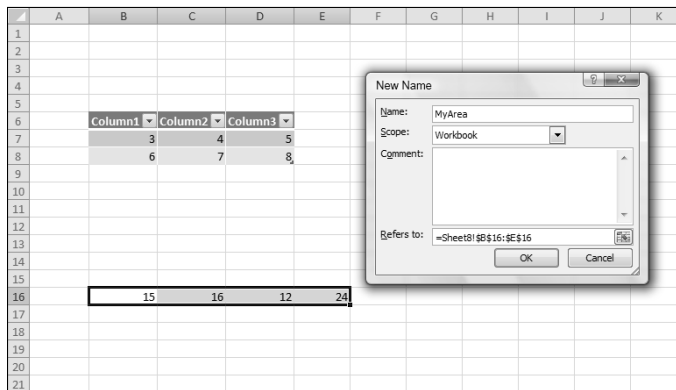 A B C D E F G H I J K
1
2
3
4
5
6 Column1 Column2 Column3
7 3 4 5
8 6 7 8
9
10
11
12
13
14
15
16 15 16 12 24
17
18
19
20
21
New Name
Name: MyArea
Scope: Workbook
Comment:
Refers to: =Sheet8!$B$16:$E$16
OK Cancel